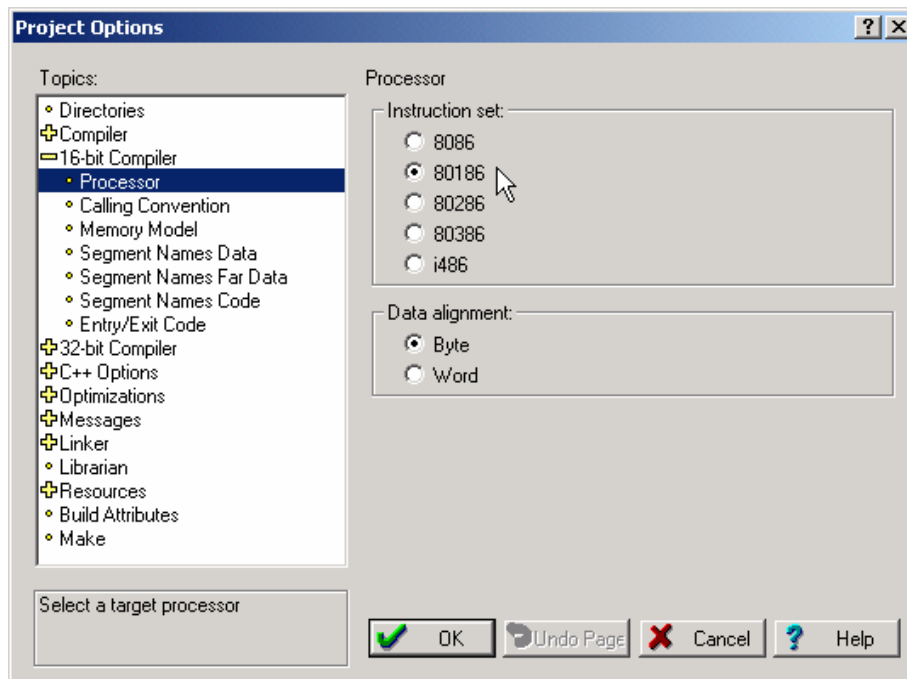 Project Options
Topics:
Directories
Compiler
16-bit Compiler
Processor
Calling Convention
Memory Model
Segment Names Data
Segment Names Far Data
Segment Names Code
Entry/Exit Code
32-bit Compiler
C++ Options
Optimizations
Messages
Linker
Librarian
Resources
Build Attributes
Make
Select a target processor
Processor
Instruction set:
8086
80186
80286
80386
i486
Data alignment:
Byte
Word
OK
Undo Page
Cancel
Help